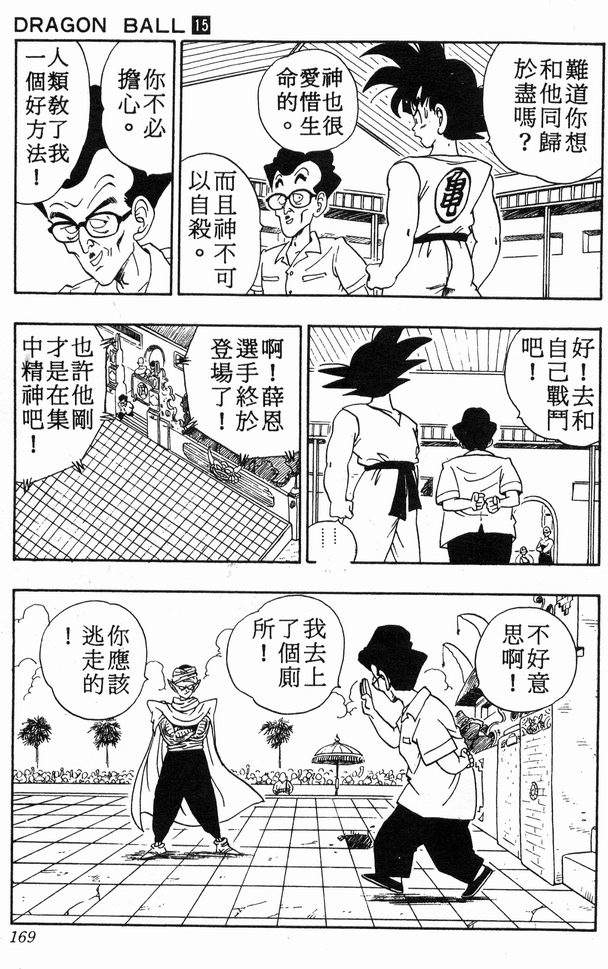 DRAGON BALL 15
難道你想
和他同歸
於盡嗎？
神也很
愛惜生
命的。
而且神不可
以自殺。
你不必
擔心。
人類教了我
一個好方法！
龜
好！去和
自己戰鬥
吧！
……
啊！薛恩
選手終於
登場了！
也許他剛
才是在集
中精神吧！
不好意
思啊！
我去上
了個廁
所！
你應該
逃走的
！
169